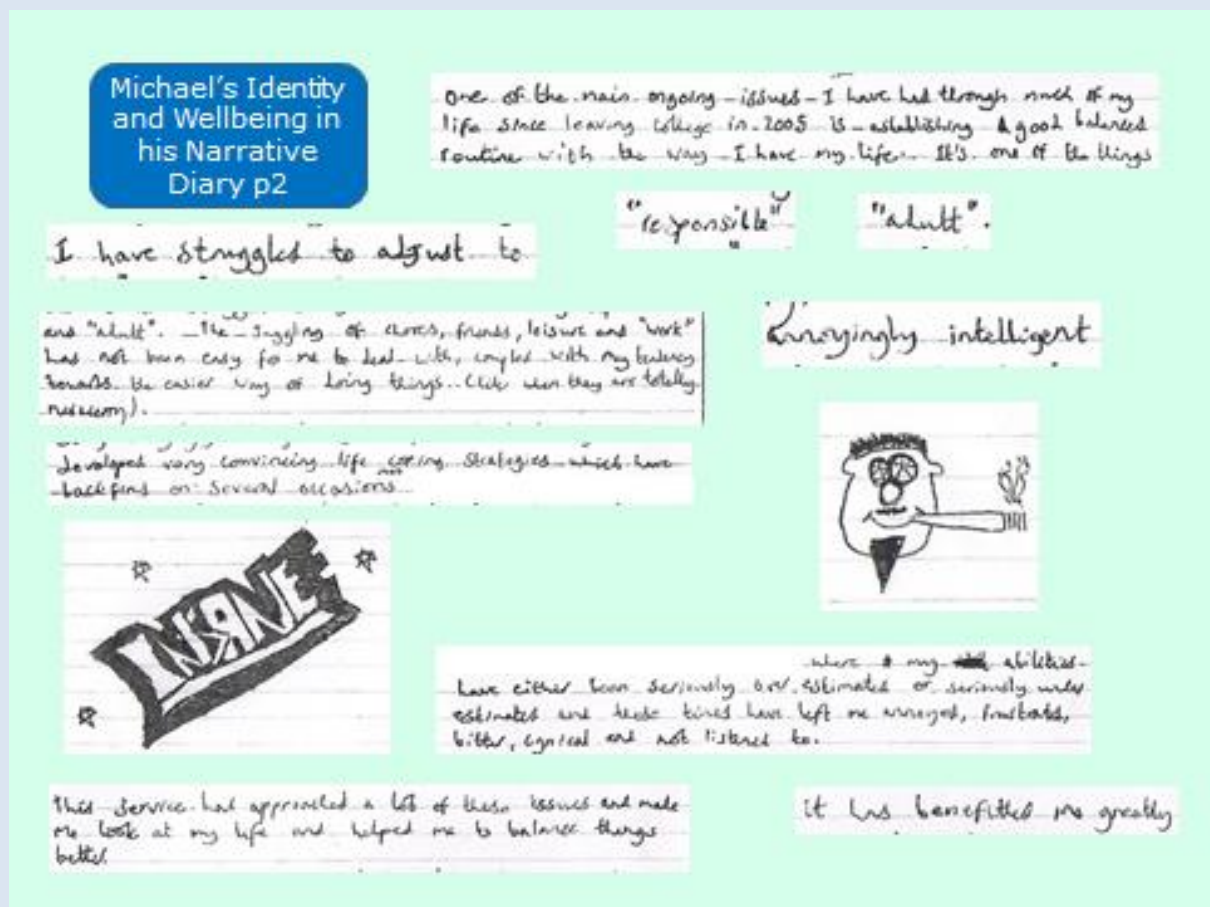 Michael's Identity
and Wellbeing in
his Narrative
Diary p2
One of the main ongoing issues I have had through much of my
life since leaving college in 2005 is establishing a good balanced
routine with the way I have my life. It's one of the things
"responsible"
"adult".
I have struggled to adjust to
and "adult". The juggling of chores, friends, leisure and "work"
has not been easy for me to deal with, coupled with my tendency
towards the easier way of doing things. (like when they are totally
necessary).
annoyingly intelligent
developed very convincing life coping strategies which have
backfired on several occasions
INSANE
where my abilities
have either been seriously over estimated or seriously under
estimated and those times have left me annoyed, frustrated,
bitter, cynical and not listened to.
This service has approached a lot of these issues and made
me look at my life and helped me to balance things
better
it has benefitted me greatly